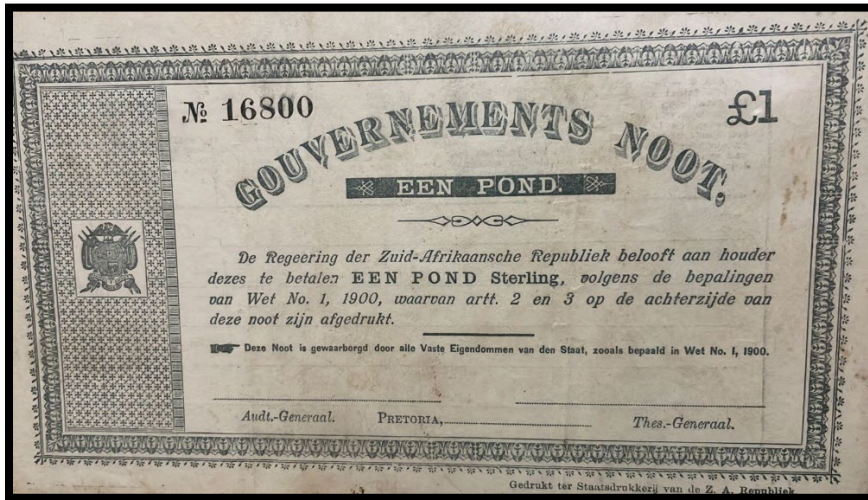 № 16800
£1
GOUVERNEMENTS NOOT,
EEN POND.
De Regeering der Zuid-Afrikaansche Republiek belooft aan houder
dezes te betalen EEN POND Sterling, volgens de bepalingen
van Wet No. 1, 1900, waarvan artt. 2 en 3 op de achterzijde van
deze noot zijn afgedrukt.
Deze Noot is gewaarborgd door alle Vaste Eigendommen van den Staat, zooals bepaald in Wet No. 1, 1900.
Audt.-Generaal. PRETORIA, Thes.-Generaal.
Gedrukt ter Staatsdrukkerij van de Z. A. Republiek.